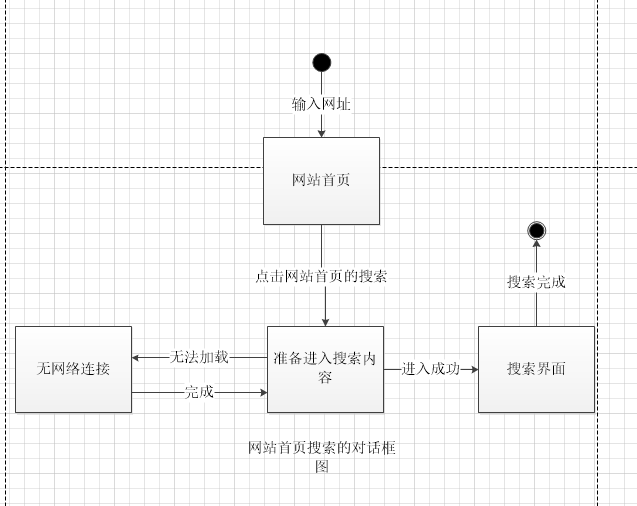 输入网址
网站首页
点击网站首页的搜索
搜索完成
无网络连接
无法加载
完成
准备进入搜索内
容
进入成功
搜索界面
网站首页搜索的对话框
图